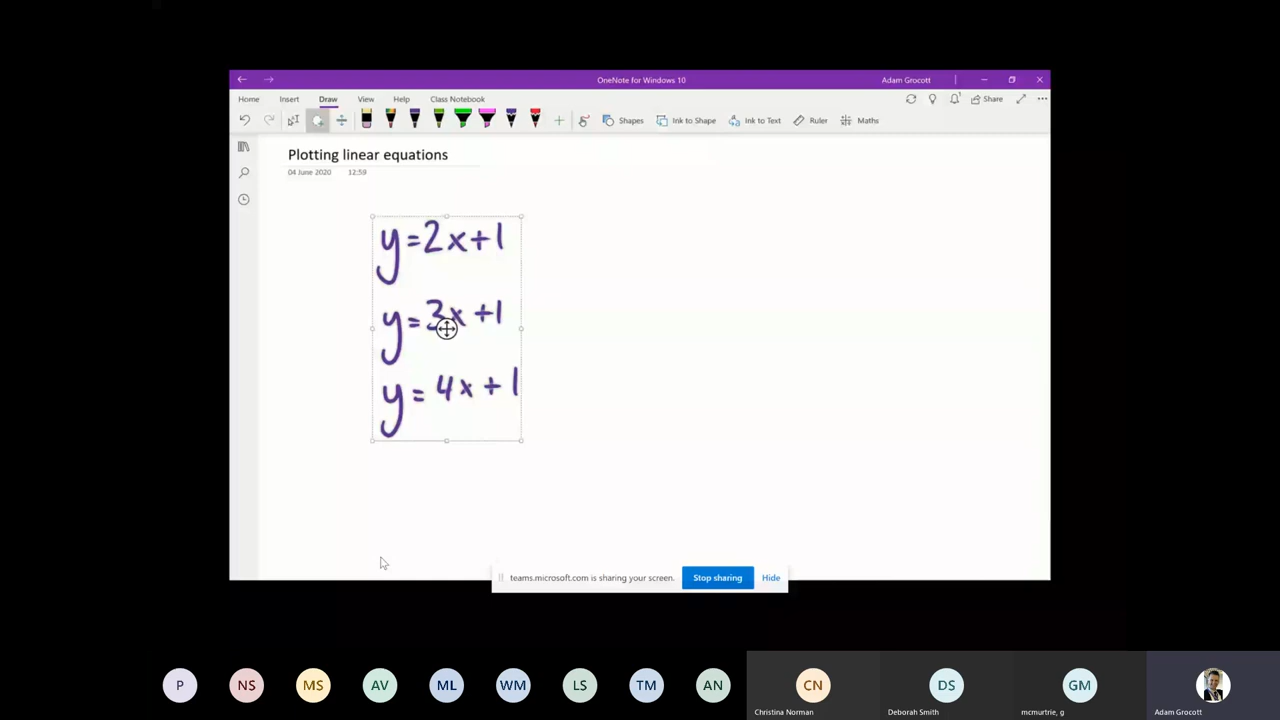 OneNote for Windows 10
Adam Grocott
Home Insert Draw View Help Class Notebook
Share
Shapes Ink to Shape Ink to Text Ruler Maths
Plotting linear equations
04 June 2020 12:59
y=2x+1
y=3x+1
y=4x+1
teams.microsoft.com is sharing your screen. Stop sharing Hide
P NS MS AV ML WM LS TM AN CN DS GM
Christina Norman Deborah Smith mcmurtrie, g Adam Grocott